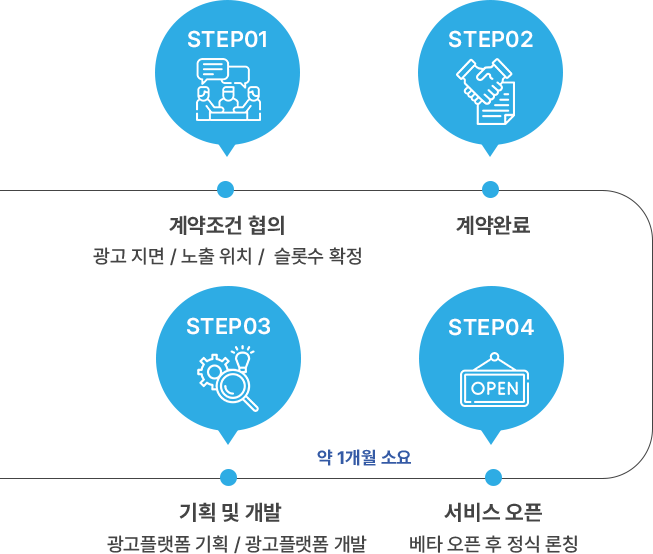 STEP01
계약조건 협의
광고 지면 / 노출 위치 / 슬롯수 확정
STEP02
계약완료
STEP03
기획 및 개발
광고플랫폼 기획 / 광고플랫폼 개발
약 1개월 소요
STEP04
OPEN
서비스 오픈
베타 오픈 후 정식 론칭